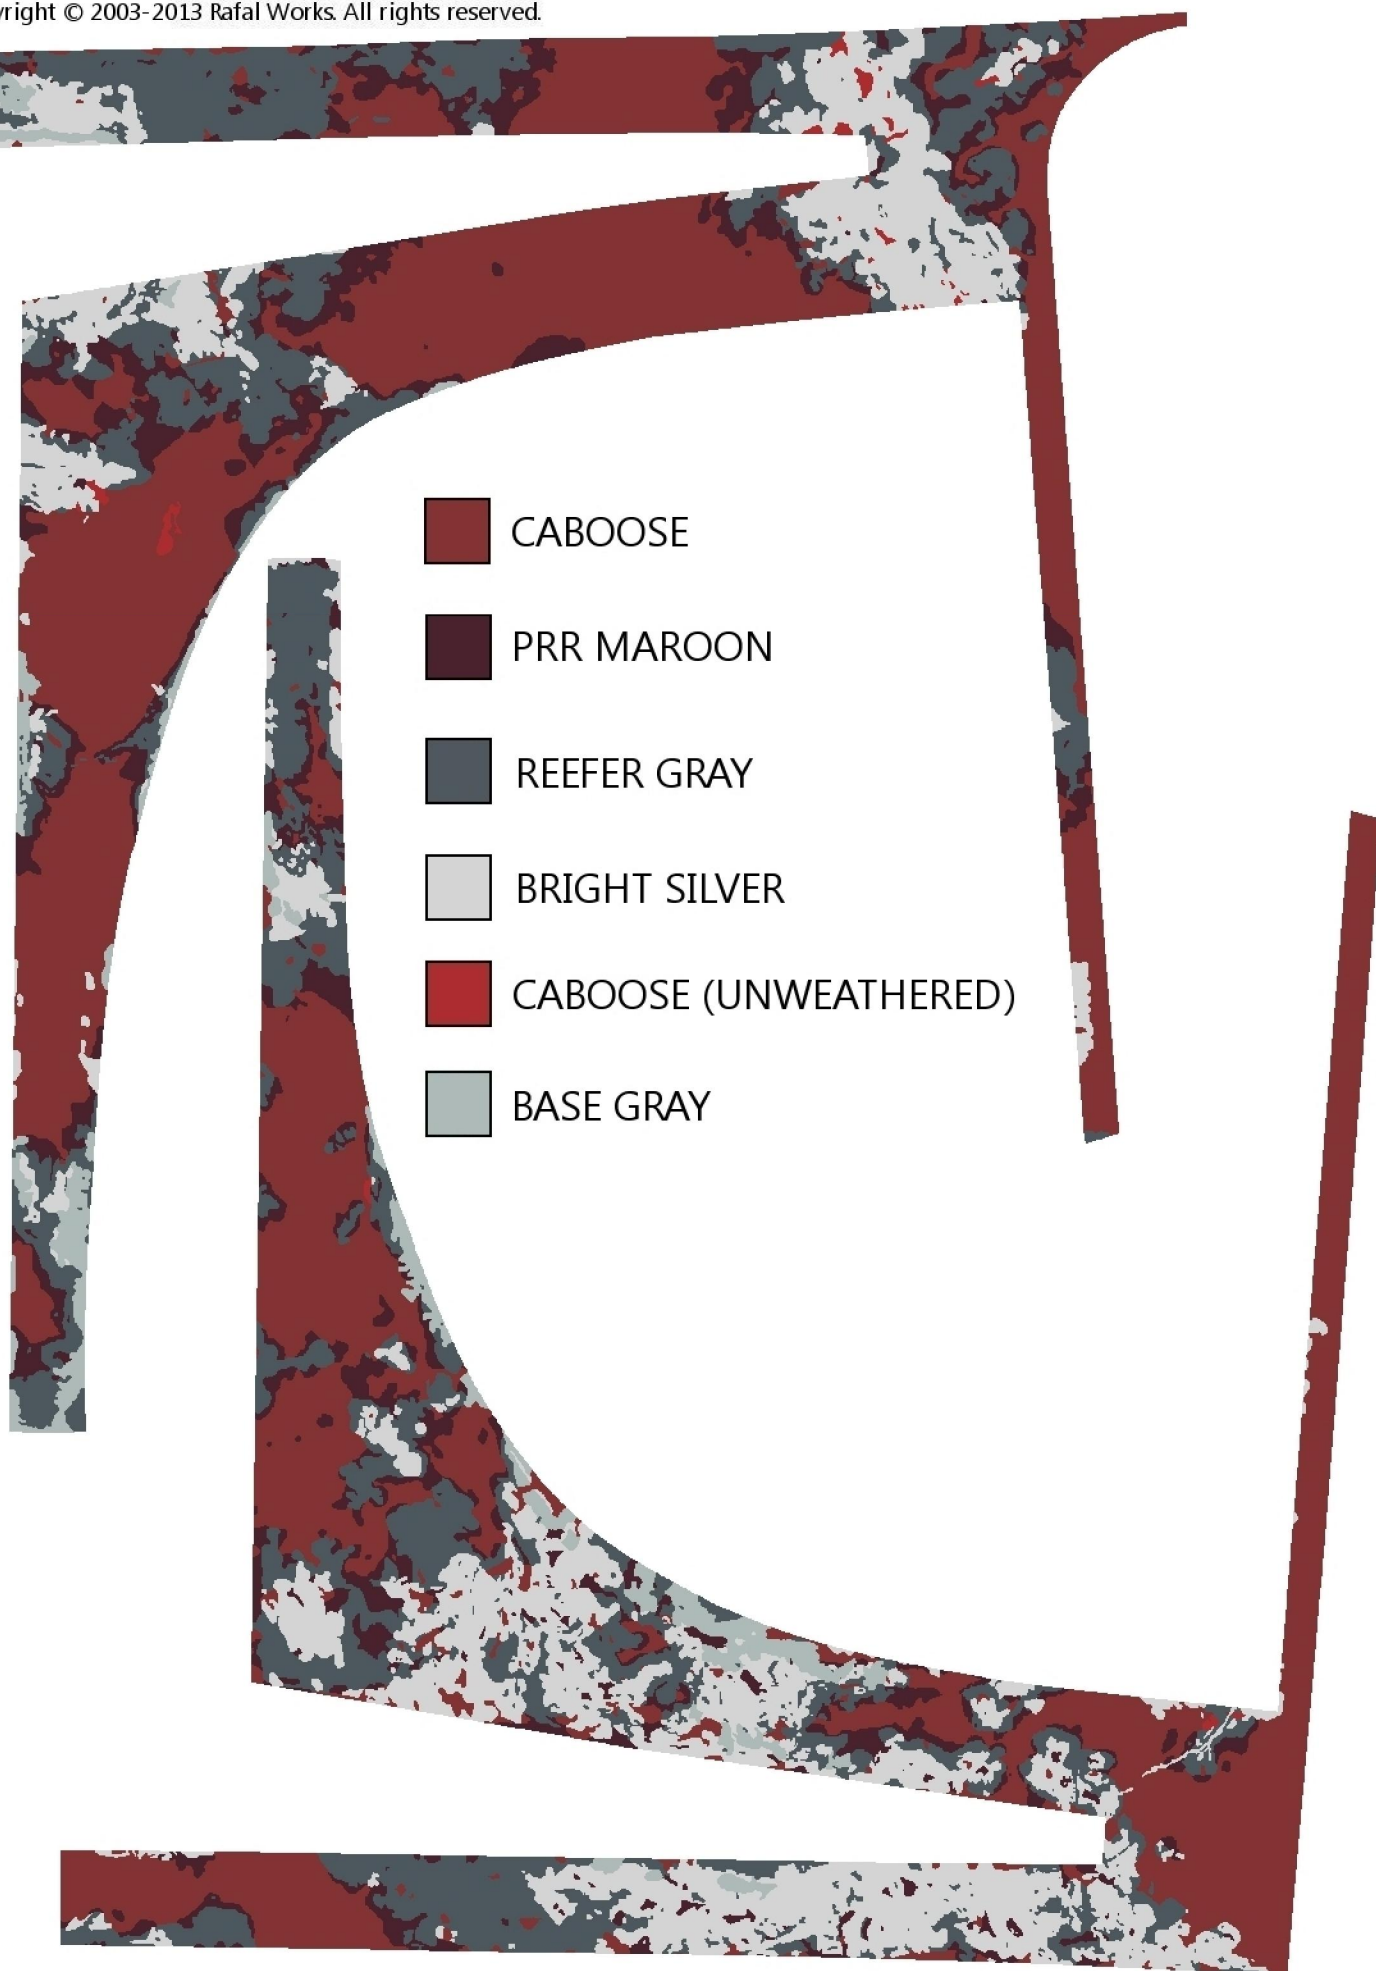 right © 2003-2013 Rafal Works. All rights reserved.
CABOOSE
PRR MAROON
REEFER GRAY
BRIGHT SILVER
CABOOSE (UNWEATHERED)
BASE GRAY